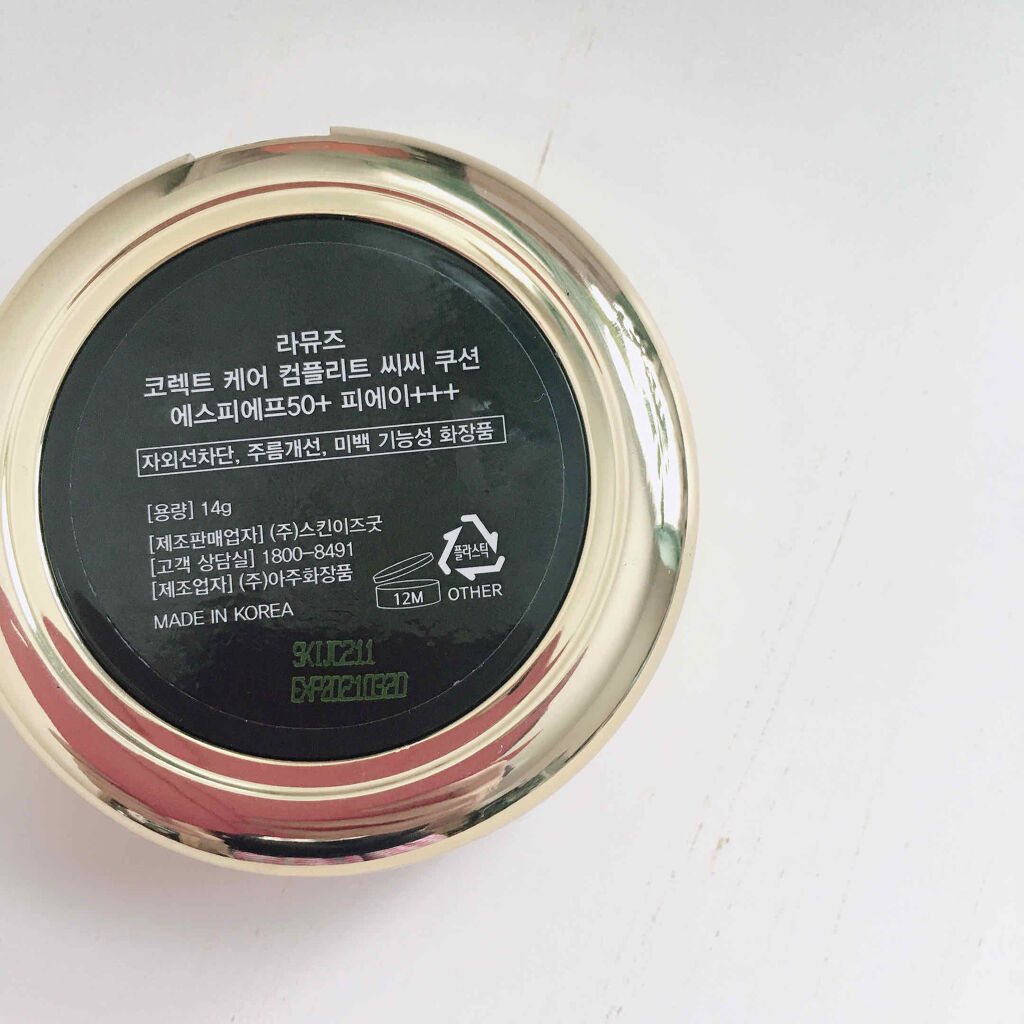 라뮤즈
코렉트 케어 컴플리트 씨씨 쿠션
에스피에프50+ 피에이+++
자외선차단, 주름개선, 미백 기능성 화장품
[용량] 14g
[제조판매업자] (주)스킨이즈굿
[고객 상담실] 1800-8491
[제조업자] (주)아주화장품
MADE IN KOREA
12M
플라스틱
OTHER
EXP20210320